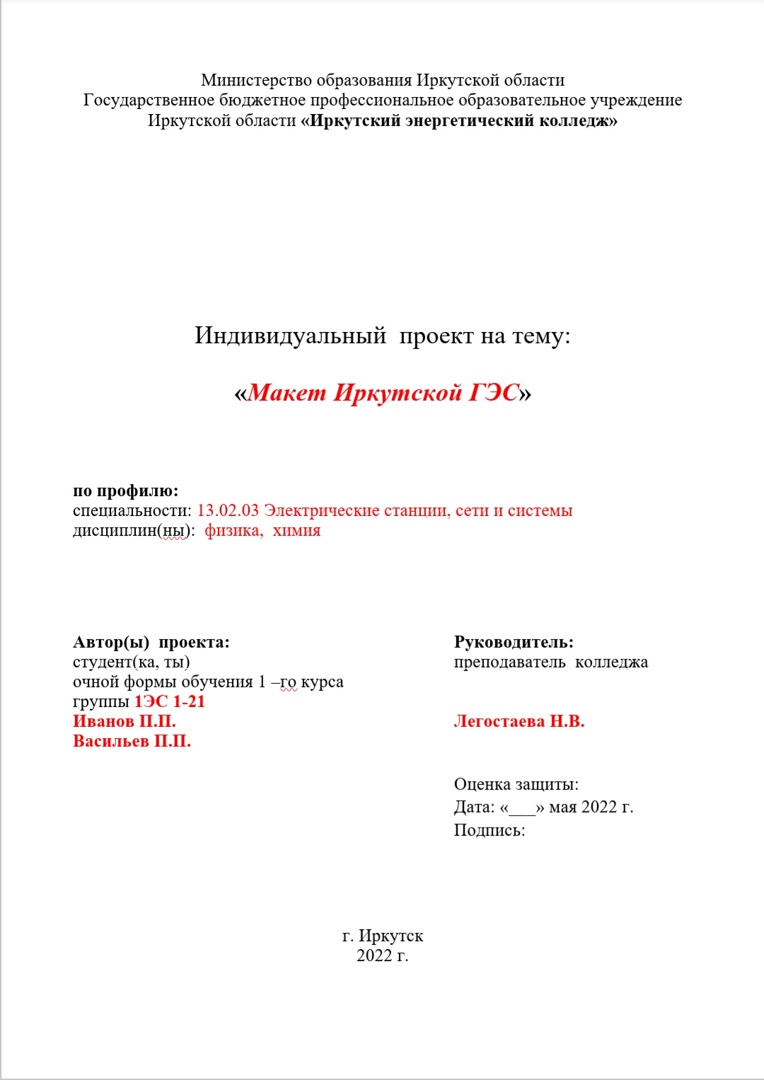 Министерство образования Иркутской области
Государственное бюджетное профессиональное образовательное учреждение
Иркутской области «Иркутский энергетический колледж»
Индивидуальный проект на тему:
«Макет Иркутской ГЭС»
по профилю:
специальности: 13.02.03 Электрические станции, сети и системы
дисциплин(ны): физика, химия
Автор(ы) проекта:
студент(ка, ты)
очной формы обучения 1 –го курса
группы 1ЭС 1-21
Иванов П.П.
Васильев П.П.
Руководитель:
преподаватель колледжа
Легостаева Н.В.
Оценка защиты:
Дата: «___» мая 2022 г.
Подпись:
г. Иркутск
2022 г.